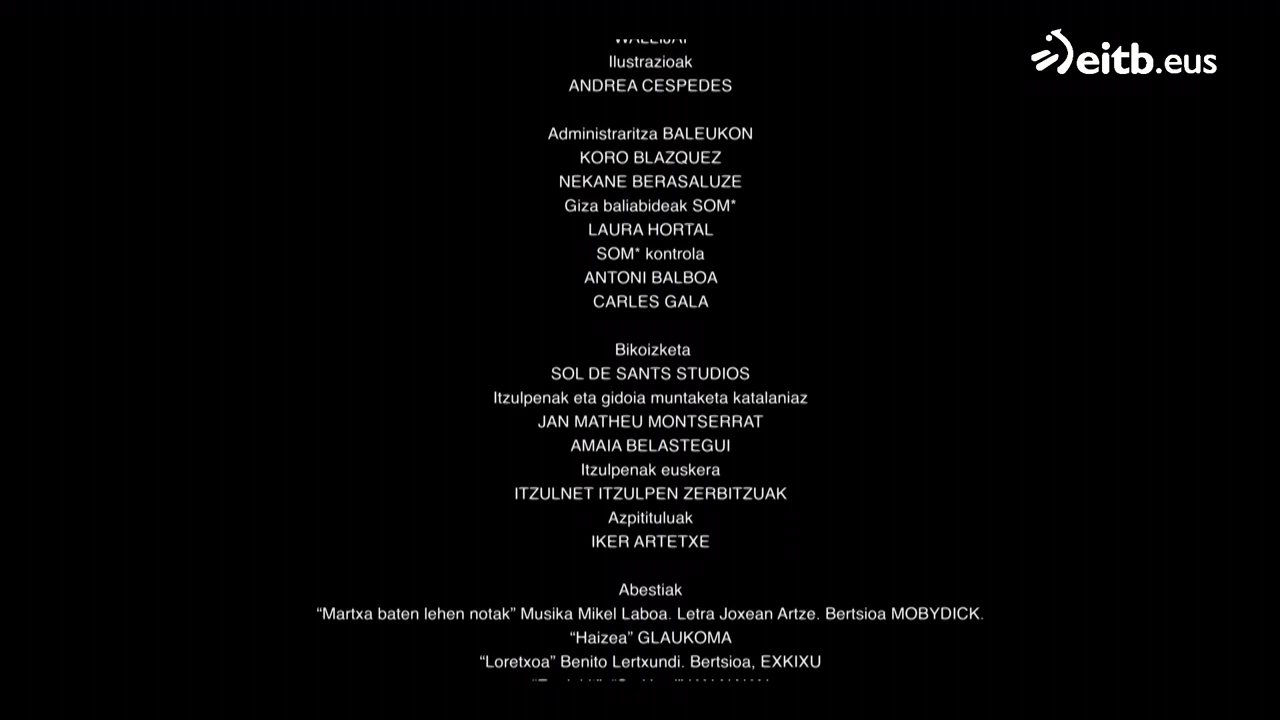 eitb.eus
Ilustrazioak
ANDREA CESPEDES
Administraritza BALEUKON
KORO BLAZQUEZ
NEKANE BERASALUZE
Giza baliabideak SOM*
LAURA HORTAL
SOM* kontrola
ANTONI BALBOA
CARLES GALA
Bikoizketa
SOL DE SANTS STUDIOS
Itzulpenak eta gidoia muntaketa katalaniaz
JAN MATHEU MONTSERRAT
AMAIA BELASTEGUI
Itzulpenak euskera
ITZULNET ITZULPEN ZERBITZUAK
Azpitituluak
IKER ARTETXE
Abestiak
“Martxa baten lehen notak” Musika Mikel Laboa. Letra Joxean Artze. Bertsioa MOBYDICK.
“Haizea” GLAUKOMA
“Loretxoa” Benito Lertxundi. Bertsioa, EXKIXU